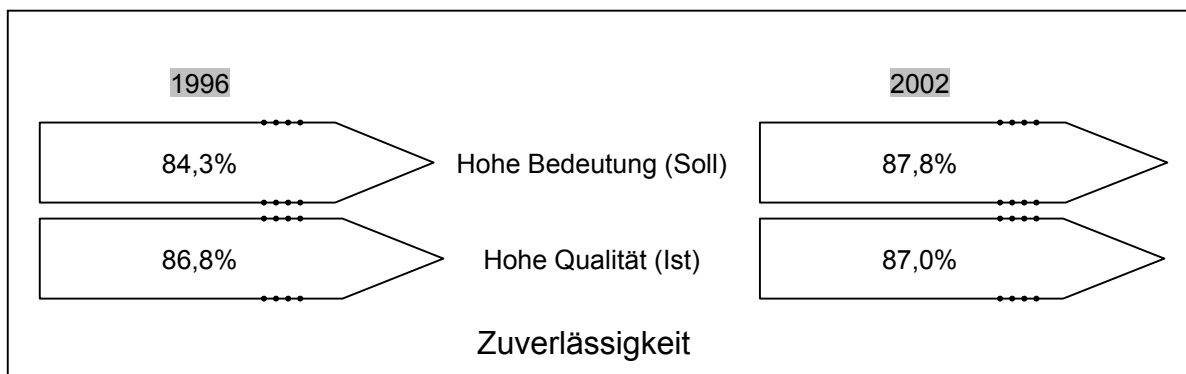 1996 2002
84,3% Hohe Bedeutung (Soll) 87,8%
86,8% Hohe Qualität (Ist) 87,0%
Zuverlässigkeit